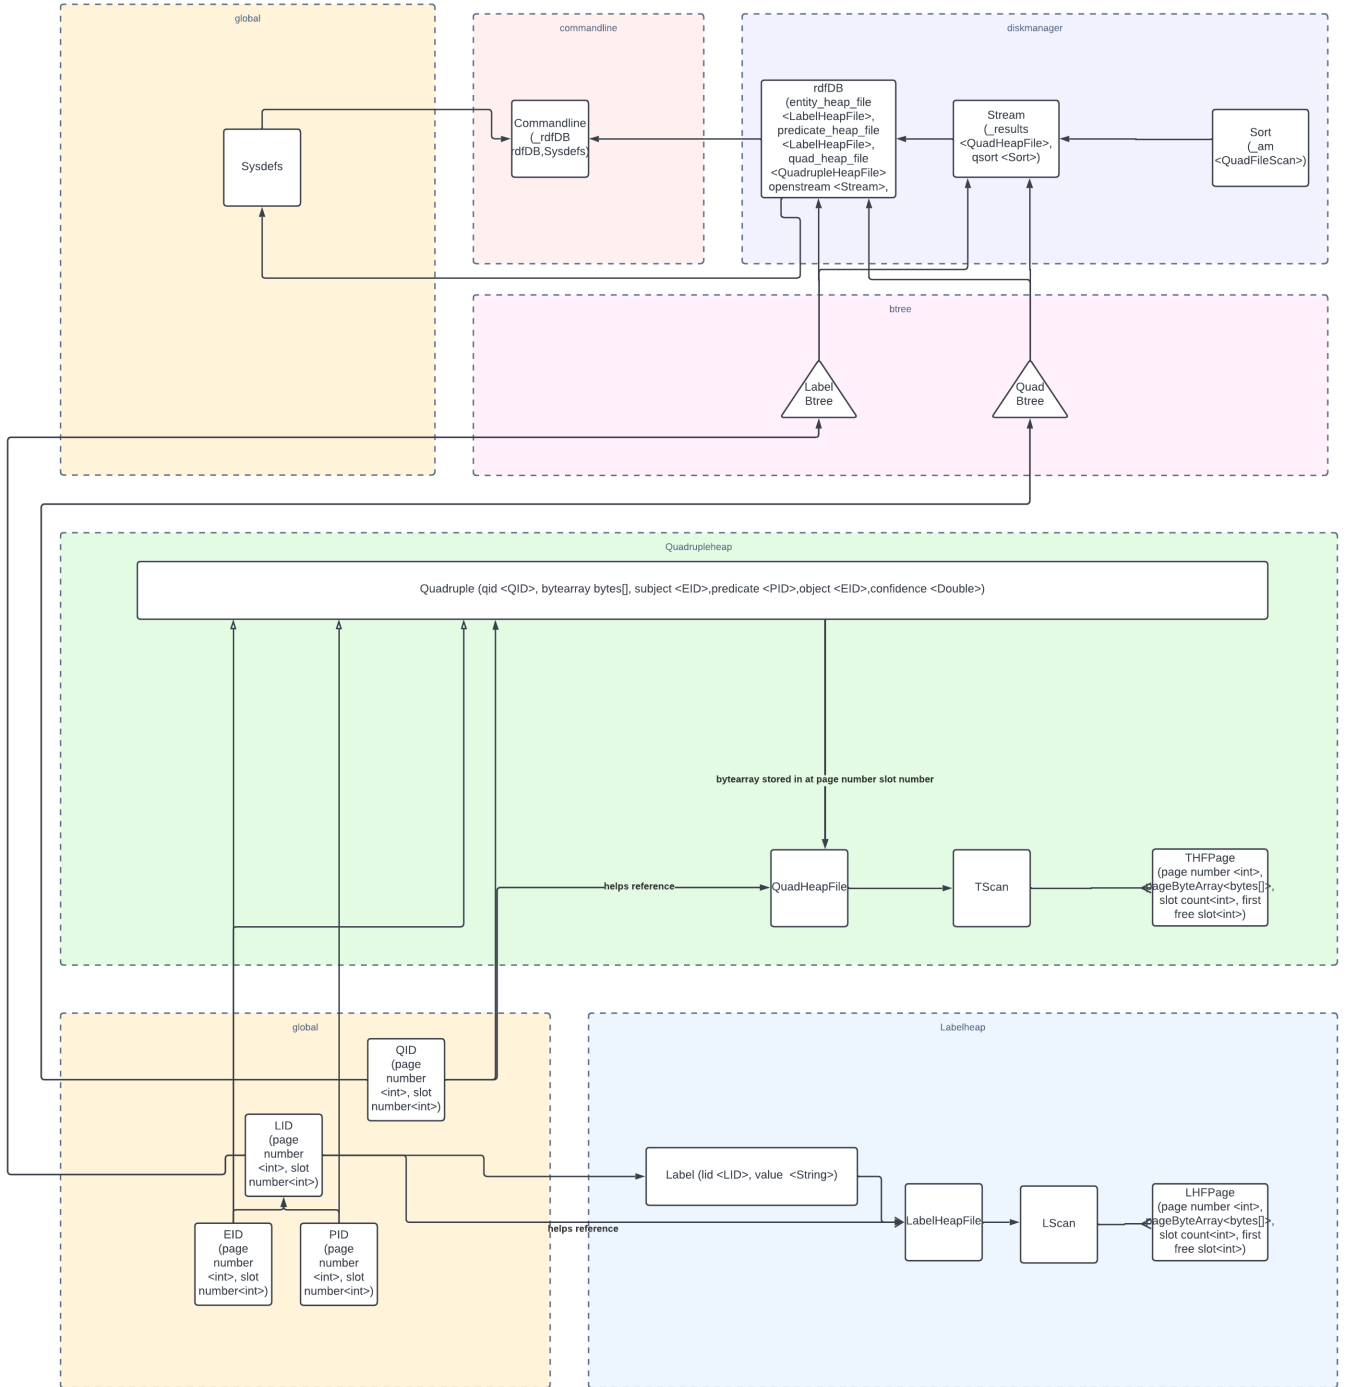 global
commandline
diskmanager
Sysdefs
Commandline
(_rdfDB
rdfDB,Sysdefs)
rdfDB
(entity_heap_file
<LabelHeapFile>,
predicate_heap_file
<LabelHeapFile>,
quad_heap_file
<QuadrupleHeapFile>
openstream <Stream>,
Stream
(_results
<QuadHeapFile>,
qsort <Sort>)
Sort
(_am
<QuadFileScan>)
btree
Label
Btree
Quad
Btree
Quadrupleheap
Quadruple (qid <QID>, bytearray bytes[], subject <EID>,predicate <PID>,object <EID>,confidence <Double>)
bytearray stored in at page number slot number
helps reference
QuadHeapFile
TScan
THFPage
(page number <int>,
pageByteArray<bytes[]>,
slot count<int>, first
free slot<int>)
global
QID
(page
number
<int>, slot
number<int>)
LID
(page
number
<int>, slot
number<int>)
EID
(page
number
<int>, slot
number<int>)
PID
(page
number
<int>, slot
number<int>)
Labelheap
Label (lid <LID>, value  <String>)
helps reference
LabelHeapFile
LScan
LHFPage
(page number <int>,
pageByteArray<bytes[]>,
slot count<int>, first
free slot<int>)